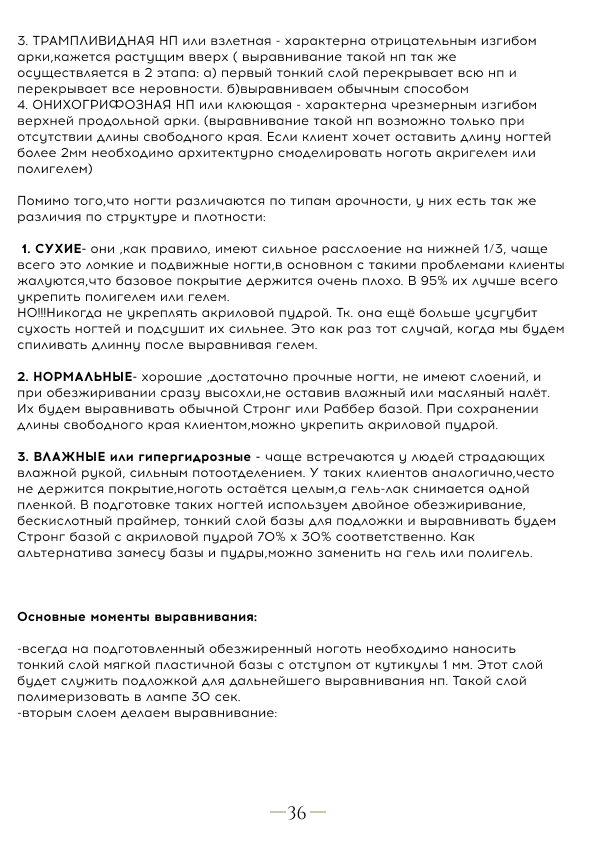 3. ТРАМПЛИВИДНАЯ НП или взлетная - характерна отрицательным изгибом
арки,кажется растущим вверх ( выравнивание такой нп так же
осуществляется в 2 этапа: а) первый тонкий слой перекрывает всю нп и
перекрывает все неровности. б)выравниваем обычным способом
4. ОНИХОГРИФОЗНАЯ НП или клюющая - характерна чрезмерным изгибом
верхней продольной арки. (выравнивание такой нп возможно только при
отсутствии длины свободного края. Если клиент хочет оставить длину ногтей
более 2мм необходимо архитектурно смоделировать ноготь акригелем или
полигелем)
Помимо того,что ногти различаются по типам арочности, у них есть так же
различия по структуре и плотности:
1. СУХИЕ- они ,как правило, имеют сильное расслоение на нижней 1/3, чаще
всего это ломкие и подвижные ногти,в основном с такими проблемами клиенты
жалуются,что базовое покрытие держится очень плохо. В 95% их лучше всего
укрепить полигелем или гелем.
НО!!!Никогда не укреплять акриловой пудрой. Тк. она ещё больше усугубит
сухость ногтей и подсушит их сильнее. Это как раз тот случай, когда мы будем
спиливать длинну после выравнивая гелем.
2. НОРМАЛЬНЫЕ- хорошие ,достаточно прочные ногти, не имеют слоений, и
при обезжиривании сразу высохли,не оставив влажный или масляный налёт.
Их будем выравнивать обычной Стронг или Раббер базой. При сохранении
длины свободного края клиентом,можно укрепить акриловой пудрой.
3. ВЛАЖНЫЕ или гипергидрозные - чаще встречаются у людей страдающих
влажной рукой, сильным потоотделением. У таких клиентов аналогично,често
не держится покрытие,ноготь остаётся целым,а гель-лак снимается одной
пленкой. В подготовке таких ногтей используем двойное обезжиривание,
бескислотный праймер, тонкий слой базы для подложки и выравнивать будем
Стронг базой с акриловой пудрой 70% х 30% соответственно. Как
альтернатива замесу базы и пудры,можно заменить на гель или полигель.
Основные моменты выравнивания:
-всегда на подготовленный обезжиренный ноготь необходимо наносить
тонкий слой мягкой пластичной базы с отступом от кутикулы 1 мм. Этот слой
будет служить подложкой для дальнейшего выравнивания нп. Такой слой
полимеризовать в лампе 30 сек.
-вторым слоем делаем выравнивание:
—36—